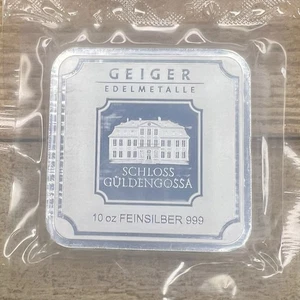 GEIGER
EDELMETALLE
SCHLOSS
GÜLDENGOSSA
10 oz FEINSILBER 999